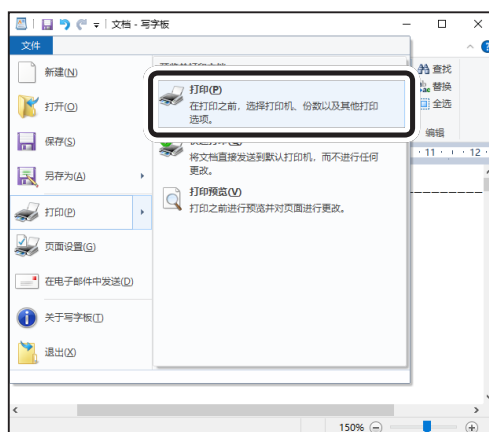 文档 - 写字板
文件
新建(N)
打开(O)
保存(S)
另存为(A)
打印(P)
页面设置(G)
在电子邮件中发送(D)
关于写字板(T)
退出(X)
打印(P)
在打印之前，选择打印机、份数以及其他打印
选项。
将文档直接发送到默认打印机，而不进行任何
更改。
打印预览(V)
打印之前进行预览并对页面进行更改。
查找
替换
全选
编辑
11 12
150%